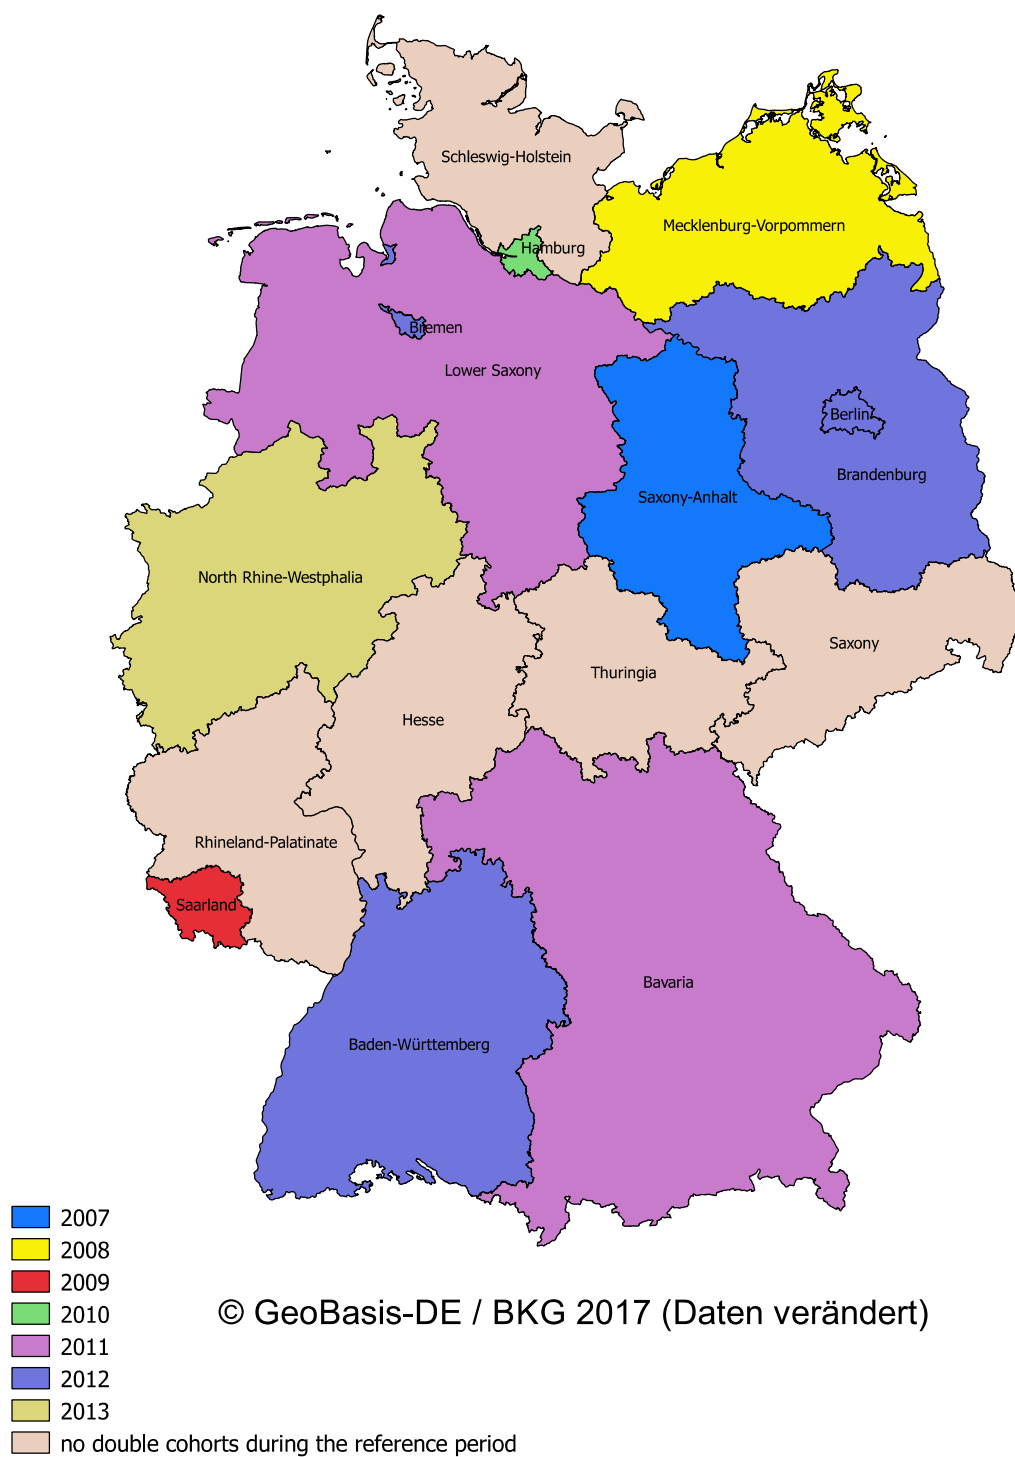 Schleswig-Holstein
Mecklenburg-Vorpommern
Hamburg
Bremen
Lower Saxony
Berlin
Brandenburg
Saxony-Anhalt
North Rhine-Westphalia
Saxony
Thuringia
Hesse
Rhineland-Palatinate
Saarland
Bavaria
Baden-Württemberg
2007
2008
2009
2010
2011
2012
2013
no double cohorts during the reference period
© GeoBasis-DE / BKG 2017 (Daten verändert)